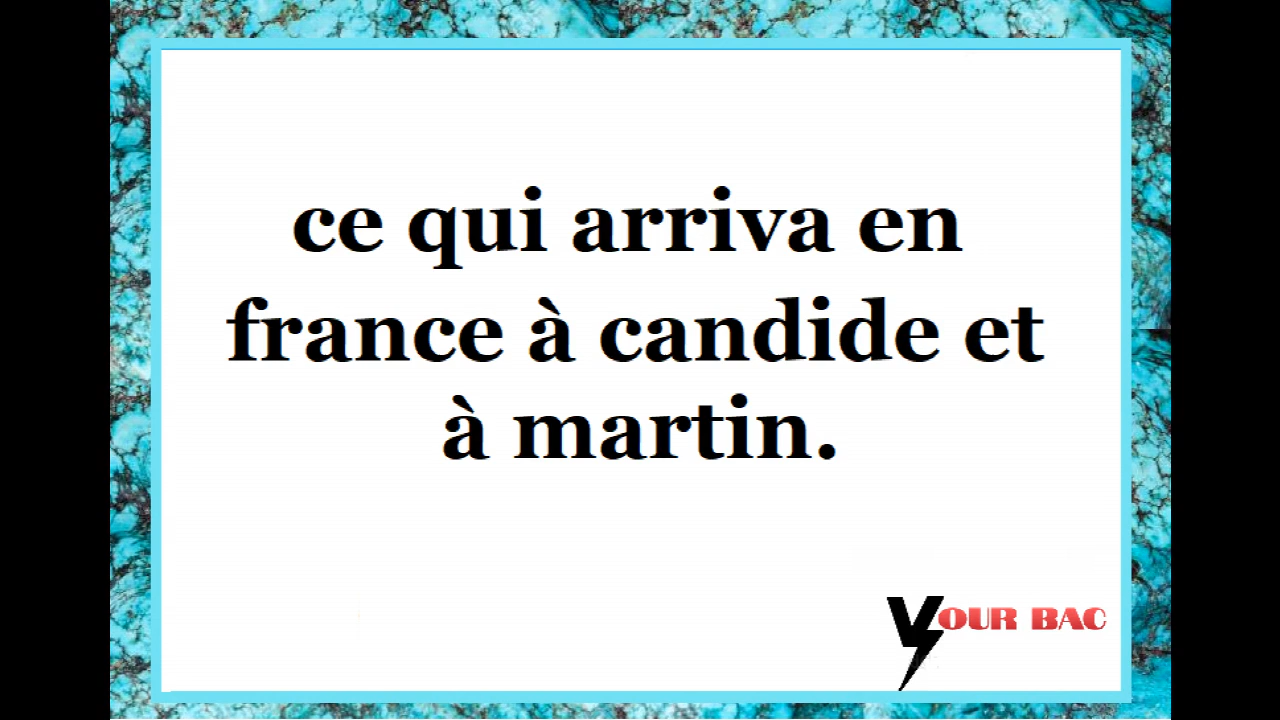 ce qui arriva en
france à candide et
à martin.
YOUR BAC